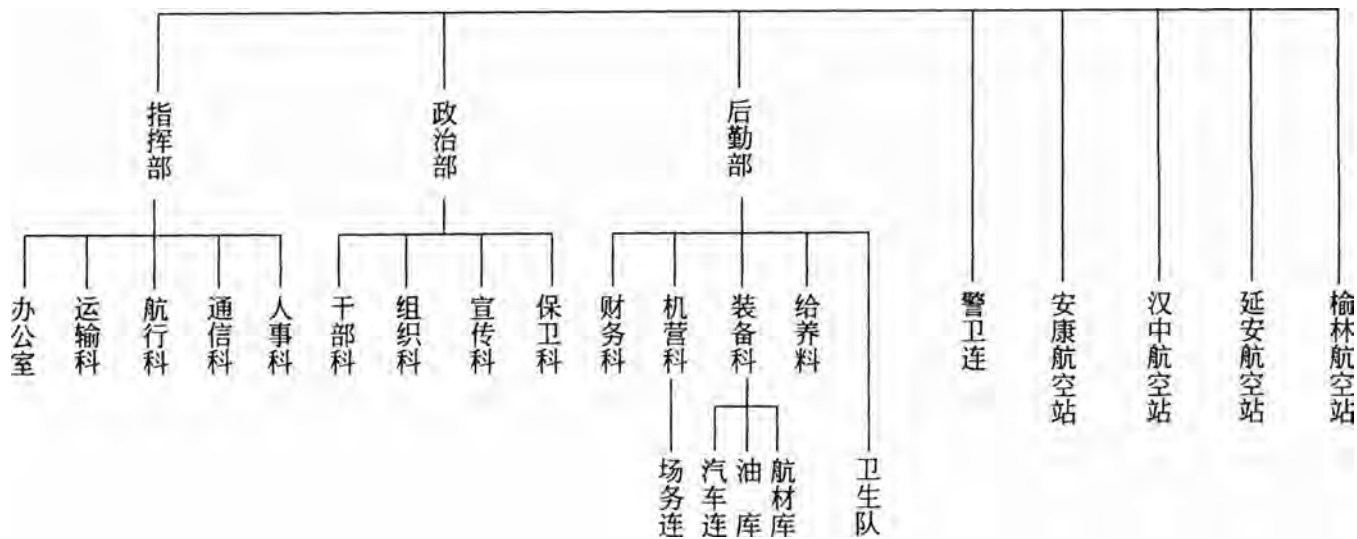 指挥部
政治部
后勤部
办公室
运输科
航行科
通信科
人事科
干部科
组织科
宣传科
保卫科
财务科
机营科
装备科
给养料
警卫连
安康航空站
汉中航空站
延安航空站
榆林航空站
场务连
汽车连
油库
航材库
卫生队